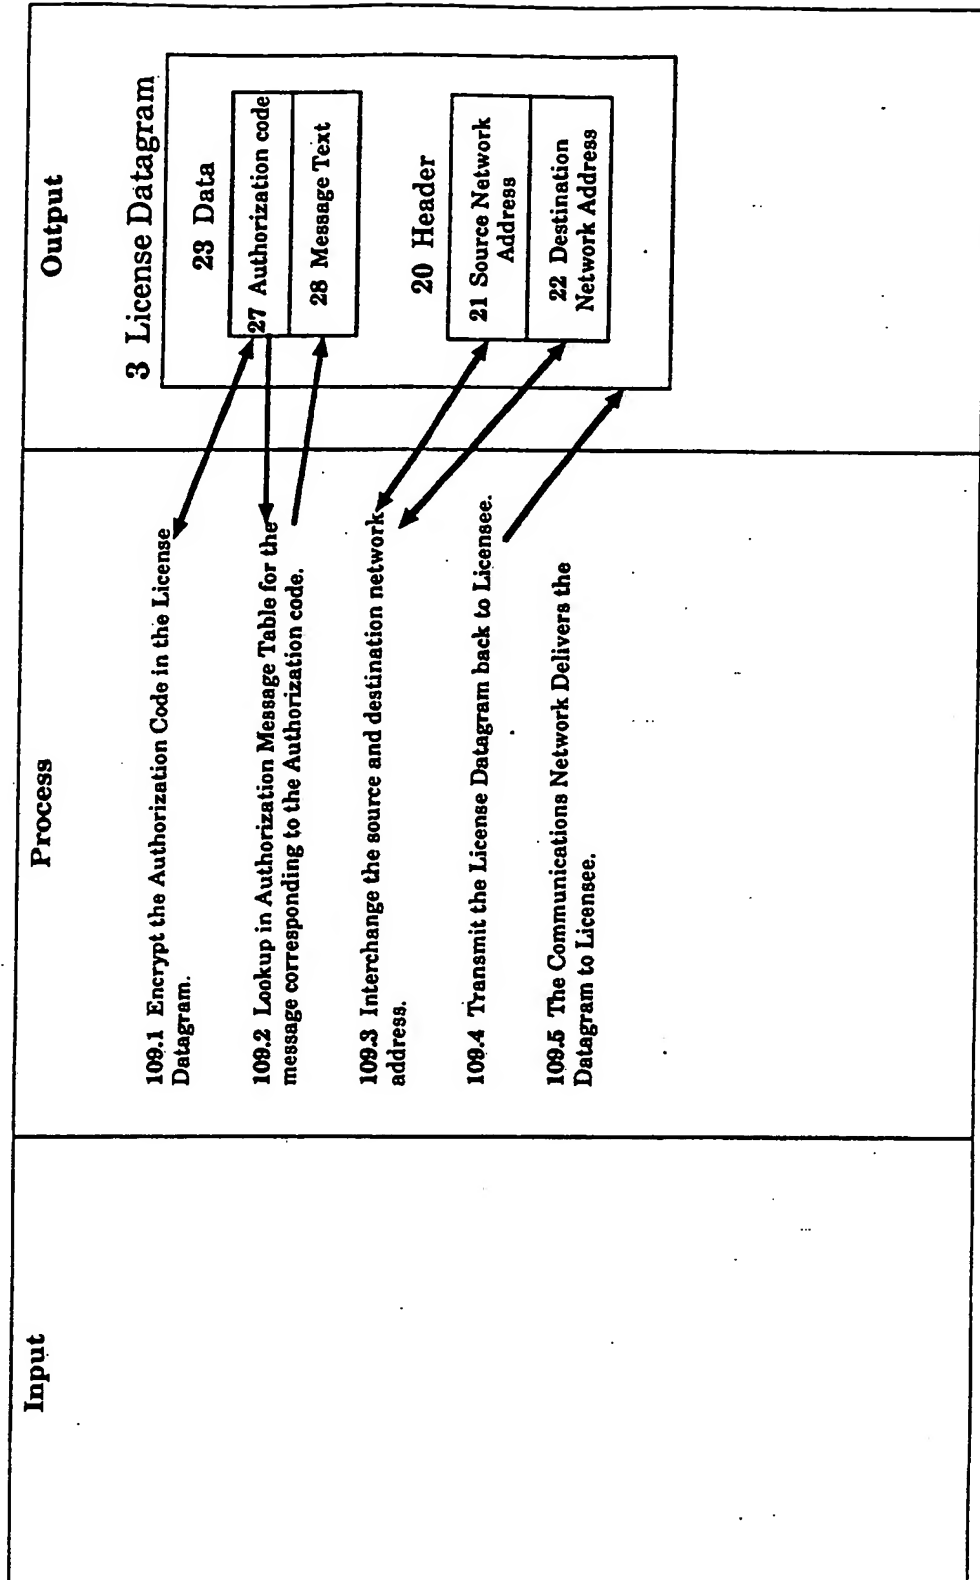 Input
Process
109.1 Encrypt the Authorization Code in the License
Datagram.
109.2 Lookup in Authorization Message Table for the
message corresponding to the Authorization code.
109.3 Interchange the source and destination network
address.
109.4 Transmit the License Datagram back to Licensee.
109.5 The Communications Network Delivers the
Datagram to Licensee.
Output
3 License Datagram
23 Data
27 Authorization code
28 Message Text
20 Header
21 Source Network
Address
22 Destination
Network Address